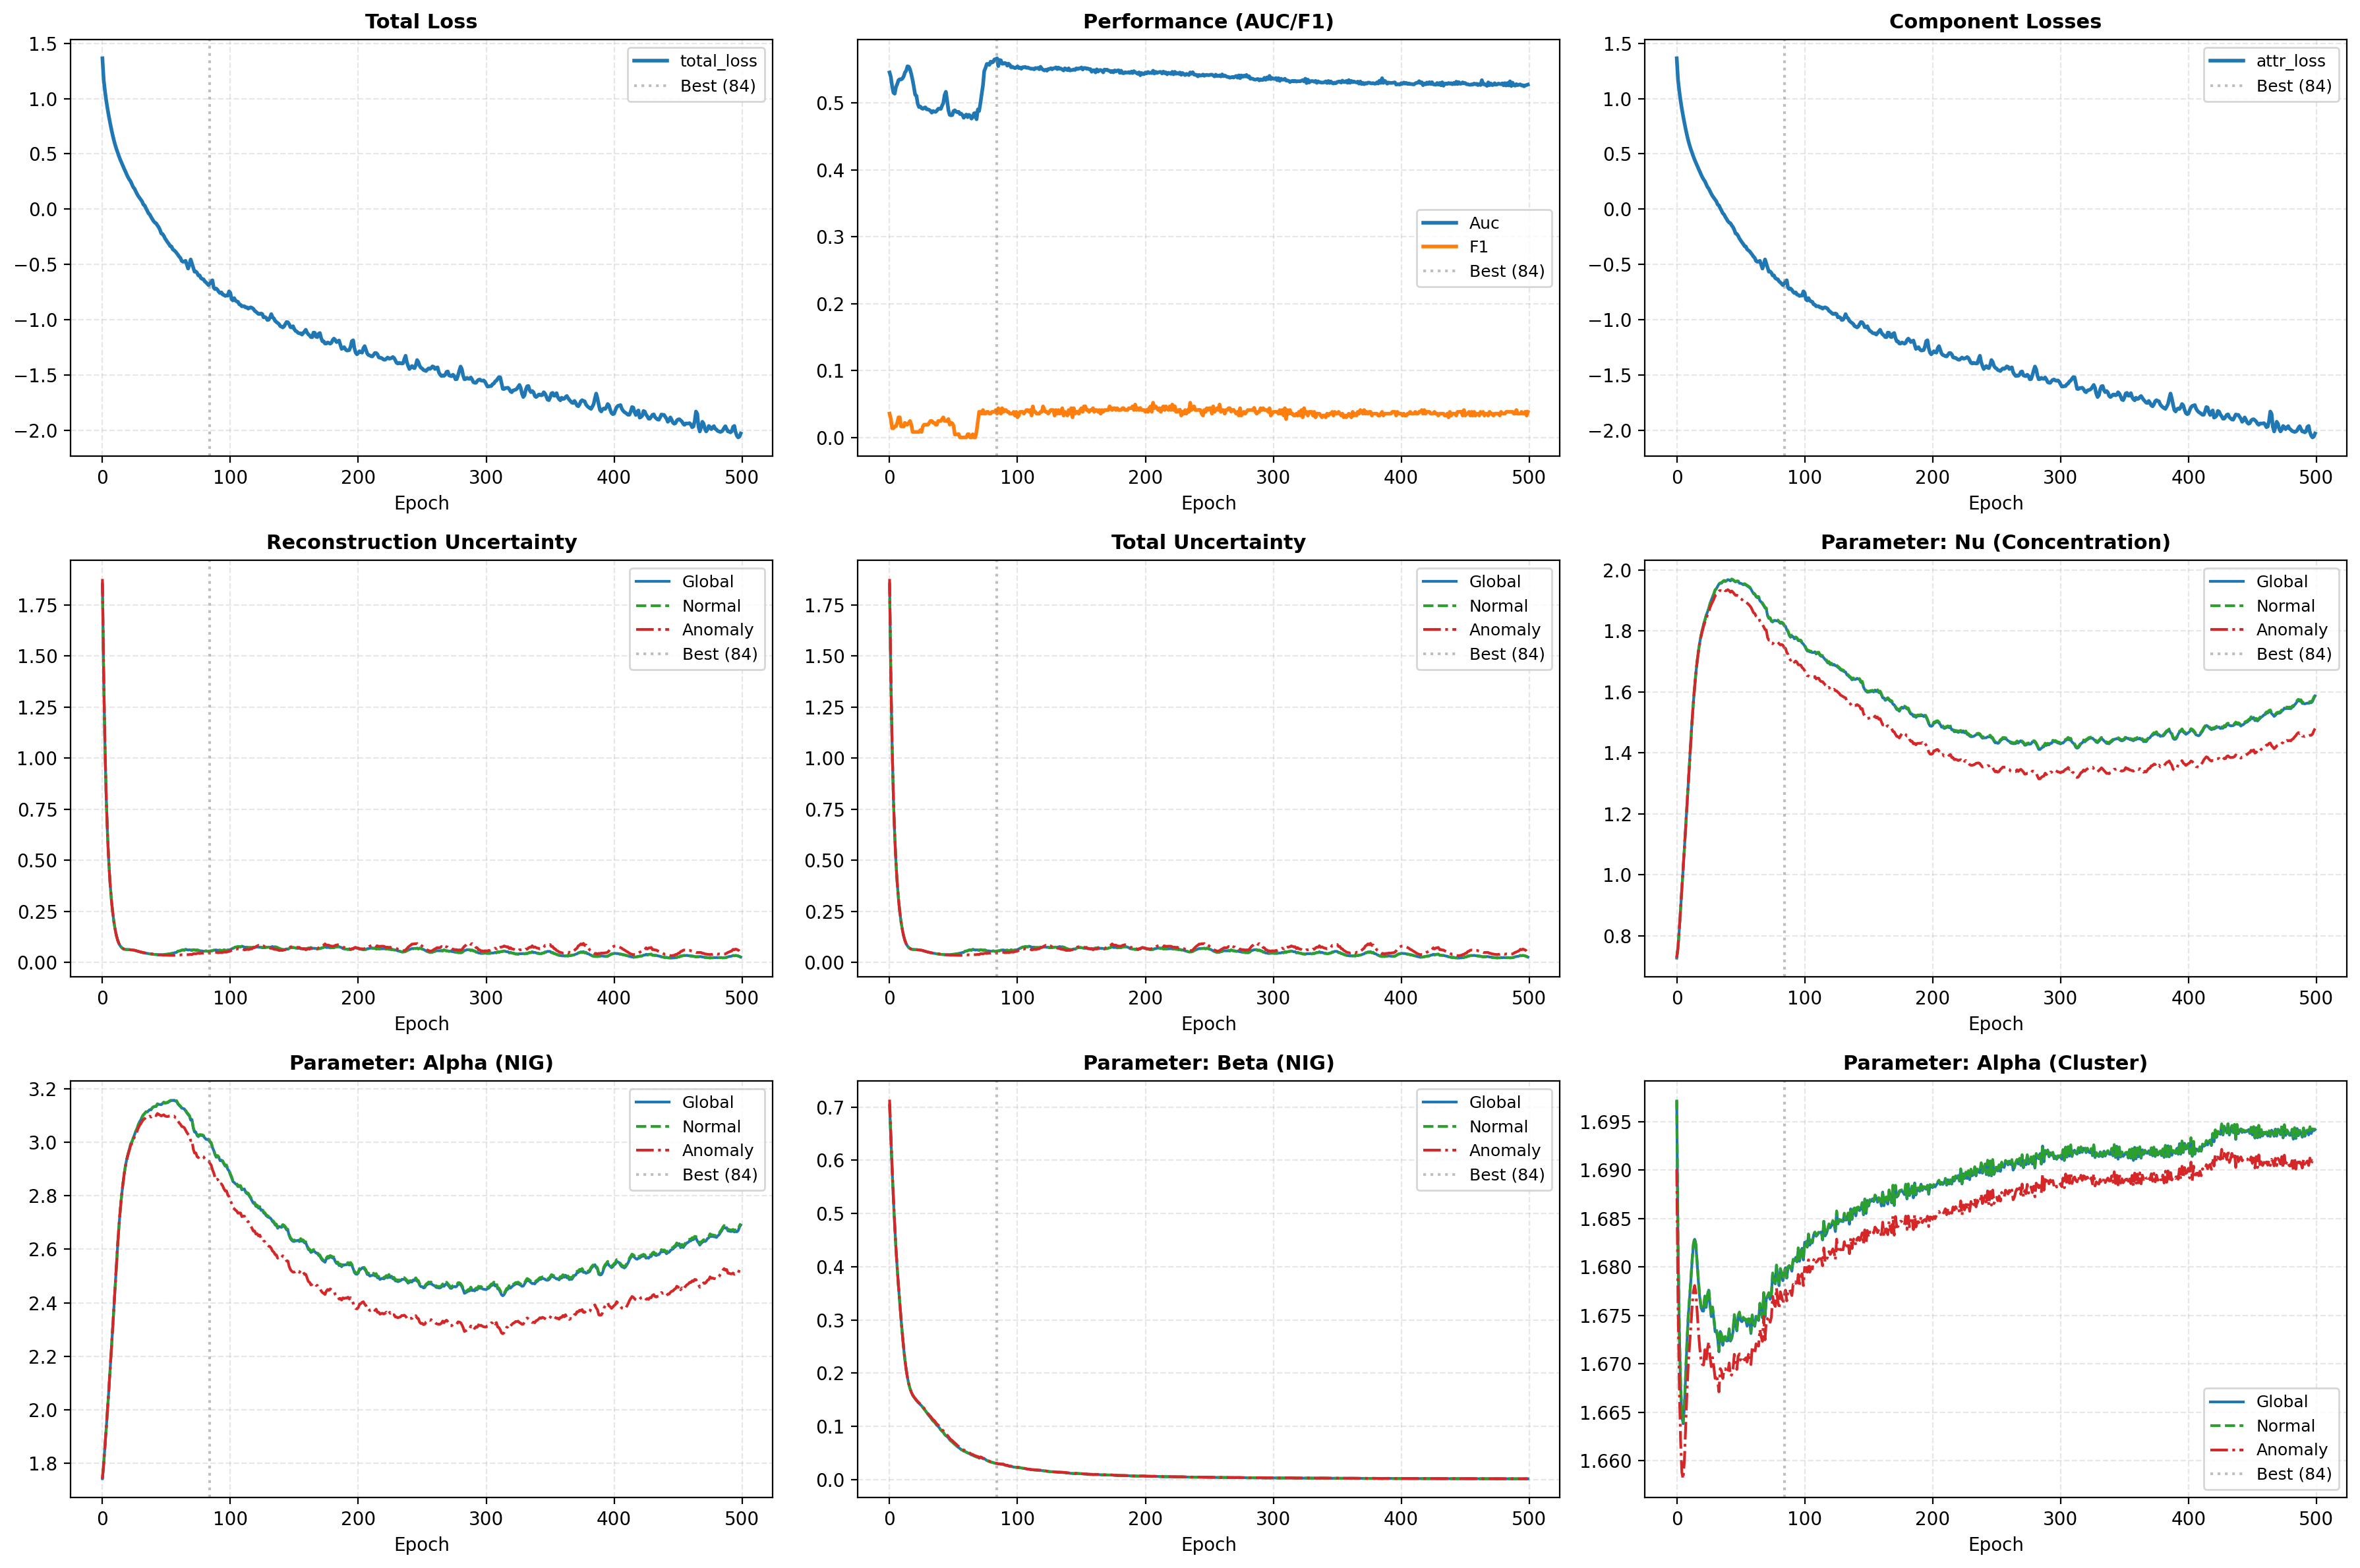 Total Loss
1.5
1.0
0.5
0.0
−0.5
−1.0
−1.5
−2.0
total_loss
Best (84)
0
100
200
300
400
500
Epoch
Performance (AUC/F1)
0.5
0.4
0.3
0.2
0.1
0.0
Auc
F1
Best (84)
0
100
200
300
400
500
Epoch
Component Losses
1.5
1.0
0.5
0.0
−0.5
−1.0
−1.5
−2.0
attr_loss
Best (84)
0
100
200
300
400
500
Epoch
Reconstruction Uncertainty
1.75
1.50
1.25
1.00
0.75
0.50
0.25
0.00
Global
Normal
Anomaly
Best (84)
0
100
200
300
400
500
Epoch
Total Uncertainty
1.75
1.50
1.25
1.00
0.75
0.50
0.25
0.00
Global
Normal
Anomaly
Best (84)
0
100
200
300
400
500
Epoch
Parameter: Nu (Concentration)
2.0
1.8
1.6
1.4
1.2
1.0
0.8
Global
Normal
Anomaly
Best (84)
0
100
200
300
400
500
Epoch
Parameter: Alpha (NIG)
3.2
3.0
2.8
2.6
2.4
2.2
2.0
1.8
Global
Normal
Anomaly
Best (84)
0
100
200
300
400
500
Epoch
Parameter: Beta (NIG)
0.7
0.6
0.5
0.4
0.3
0.2
0.1
0.0
Global
Normal
Anomaly
Best (84)
0
100
200
300
400
500
Epoch
Parameter: Alpha (Cluster)
1.695
1.690
1.685
1.680
1.675
1.670
1.665
1.660
Global
Normal
Anomaly
Best (84)
0
100
200
300
400
500
Epoch